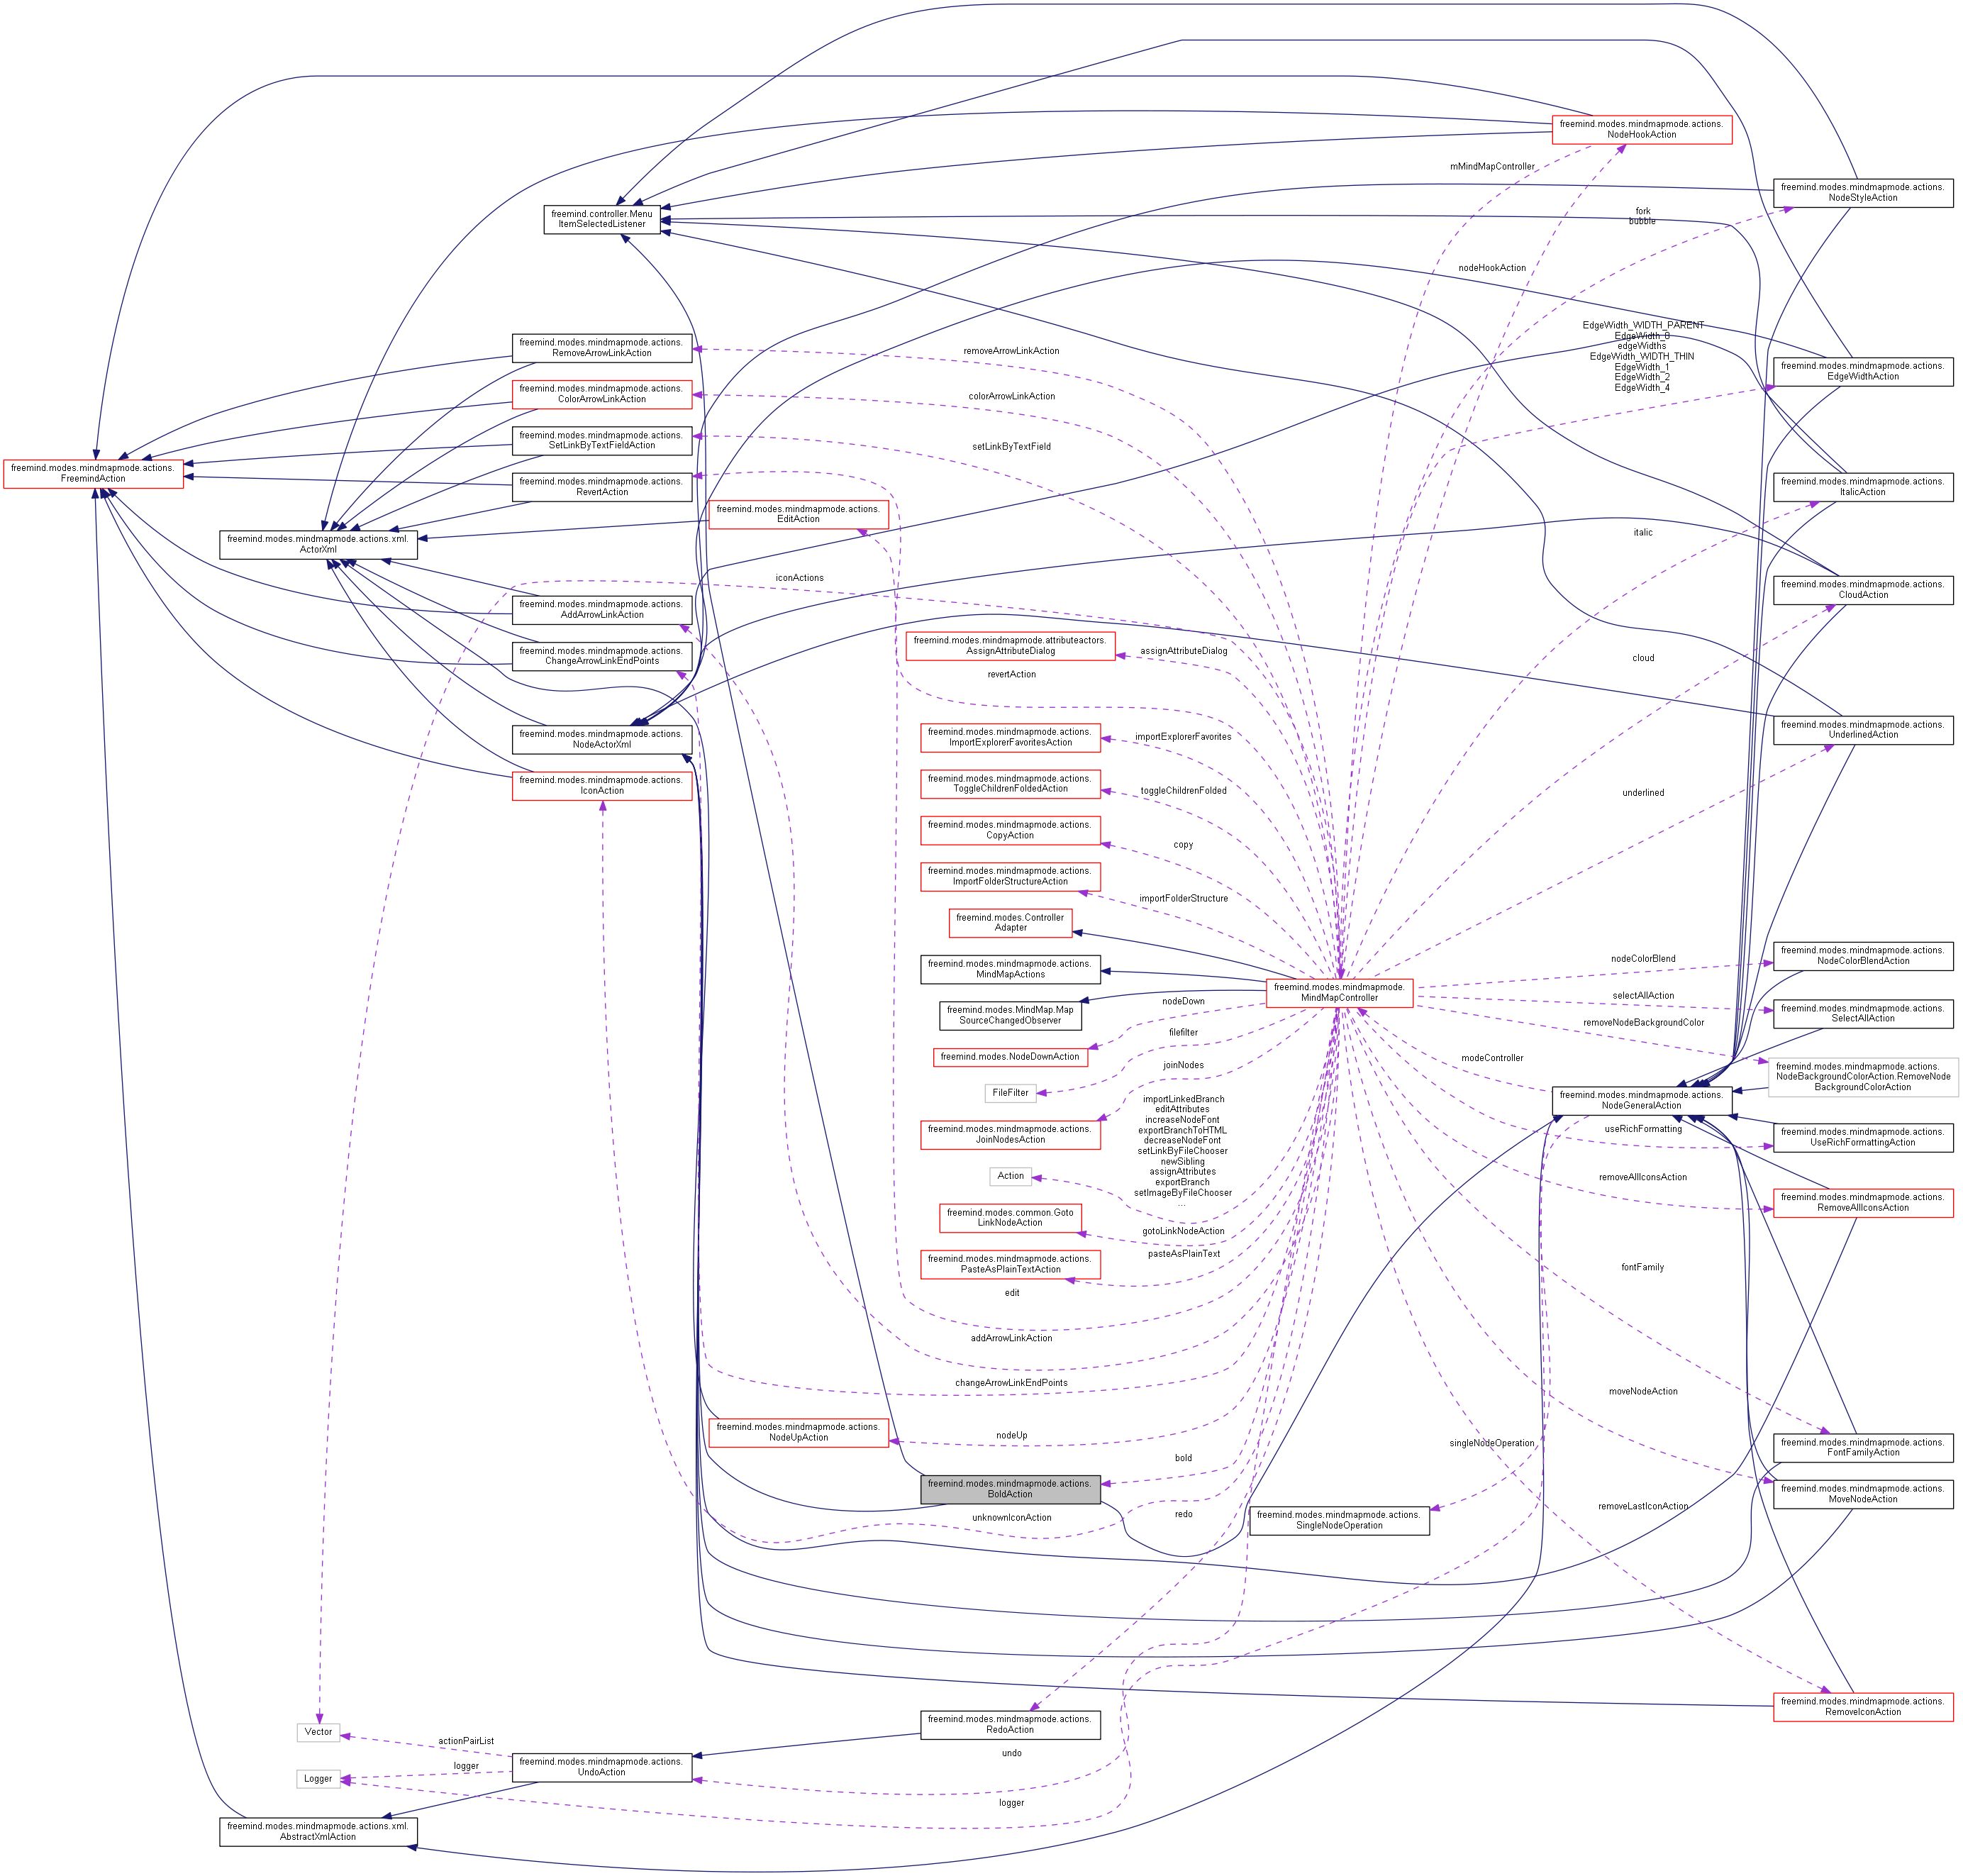 freemind.modes.mindmapmode.actions.
NodeHookAction
mMindMapController
freemind.modes.mindmapmode.actions.
NodeStyleAction
freemind.controller.Menu
ItemSelectedListener
fork
bubble
nodeHookAction
EdgeWidth_WIDTH_PARENT
EdgeWidth_0
edgeWidths
EdgeWidth_WIDTH_THIN
EdgeWidth_1
EdgeWidth_2
EdgeWidth_4
freemind.modes.mindmapmode.actions.
RemoveArrowLinkAction
removeArrowLinkAction
freemind.modes.mindmapmode.actions.
EdgeWidthAction
freemind.modes.mindmapmode.actions.
ColorArrowLinkAction
colorArrowLinkAction
freemind.modes.mindmapmode.actions.
SetLinkByTextFieldAction
setLinkByTextField
freemind.modes.mindmapmode.actions.
FreemindAction
freemind.modes.mindmapmode.actions.
RevertAction
freemind.modes.mindmapmode.actions.
ItalicAction
freemind.modes.mindmapmode.actions.
EditAction
italic
freemind.modes.mindmapmode.actions.xml.
ActorXml
iconActions
freemind.modes.mindmapmode.actions.
CloudAction
freemind.modes.mindmapmode.actions.
AddArrowLinkAction
freemind.modes.mindmapmode.attributeactors.
AssignAttributeDialog
assignAttributeDialog
freemind.modes.mindmapmode.actions.
ChangeArrowLinkEndPoints
cloud
revertAction
freemind.modes.mindmapmode.actions.
NodeActorXml
freemind.modes.mindmapmode.actions.
ImportExplorerFavoritesAction
importExplorerFavorites
freemind.modes.mindmapmode.actions.
UnderlinedAction
freemind.modes.mindmapmode.actions.
IconAction
freemind.modes.mindmapmode.actions.
ToggleChildrenFoldedAction
toggleChildrenFolded
underlined
freemind.modes.mindmapmode.actions.
CopyAction
copy
freemind.modes.mindmapmode.actions.
ImportFolderStructureAction
importFolderStructure
freemind.modes.Controller
Adapter
freemind.modes.mindmapmode.actions.
MindMapActions
nodeColorBlend
freemind.modes.mindmapmode.actions.
NodeColorBlendAction
freemind.modes.mindmapmode.
MindMapController
selectAllAction
freemind.modes.mindmapmode.actions.
SelectAllAction
freemind.modes.MindMap.Map
SourceChangedObserver
nodeDown
removeNodeBackgroundColor
filefilter
freemind.modes.NodeDownAction
modeController
joinNodes
freemind.modes.mindmapmode.actions.
NodeBackgroundColorAction.RemoveNode
BackgroundColorAction
FileFilter
freemind.modes.mindmapmode.actions.
NodeGeneralAction
importLinkedBranch
editAttributes
increaseNodeFont
exportBranchToHTML
decreaseNodeFont
setLinkByFileChooser
newSibling
assignAttributes
exportBranch
setImageByFileChooser
...
freemind.modes.mindmapmode.actions.
JoinNodesAction
useRichFormatting
freemind.modes.mindmapmode.actions.
UseRichFormattingAction
Action
removeAllIconsAction
freemind.modes.mindmapmode.actions.
RemoveAllIconsAction
freemind.modes.common.Goto
LinkNodeAction
gotoLinkNodeAction
freemind.modes.mindmapmode.actions.
PasteAsPlainTextAction
pasteAsPlainText
fontFamily
edit
addArrowLinkAction
changeArrowLinkEndPoints
moveNodeAction
freemind.modes.mindmapmode.actions.
NodeUpAction
nodeUp
singleNodeOperation
freemind.modes.mindmapmode.actions.
FontFamilyAction
bold
freemind.modes.mindmapmode.actions.
BoldAction
freemind.modes.mindmapmode.actions.
MoveNodeAction
unknownIconAction
redo
freemind.modes.mindmapmode.actions.
SingleNodeOperation
removeLastIconAction
freemind.modes.mindmapmode.actions.
RemoveIconAction
Vector
actionPairList
freemind.modes.mindmapmode.actions.
RedoAction
logger
Logger
freemind.modes.mindmapmode.actions.
UndoAction
undo
logger
freemind.modes.mindmapmode.actions.xml.
AbstractXmlAction